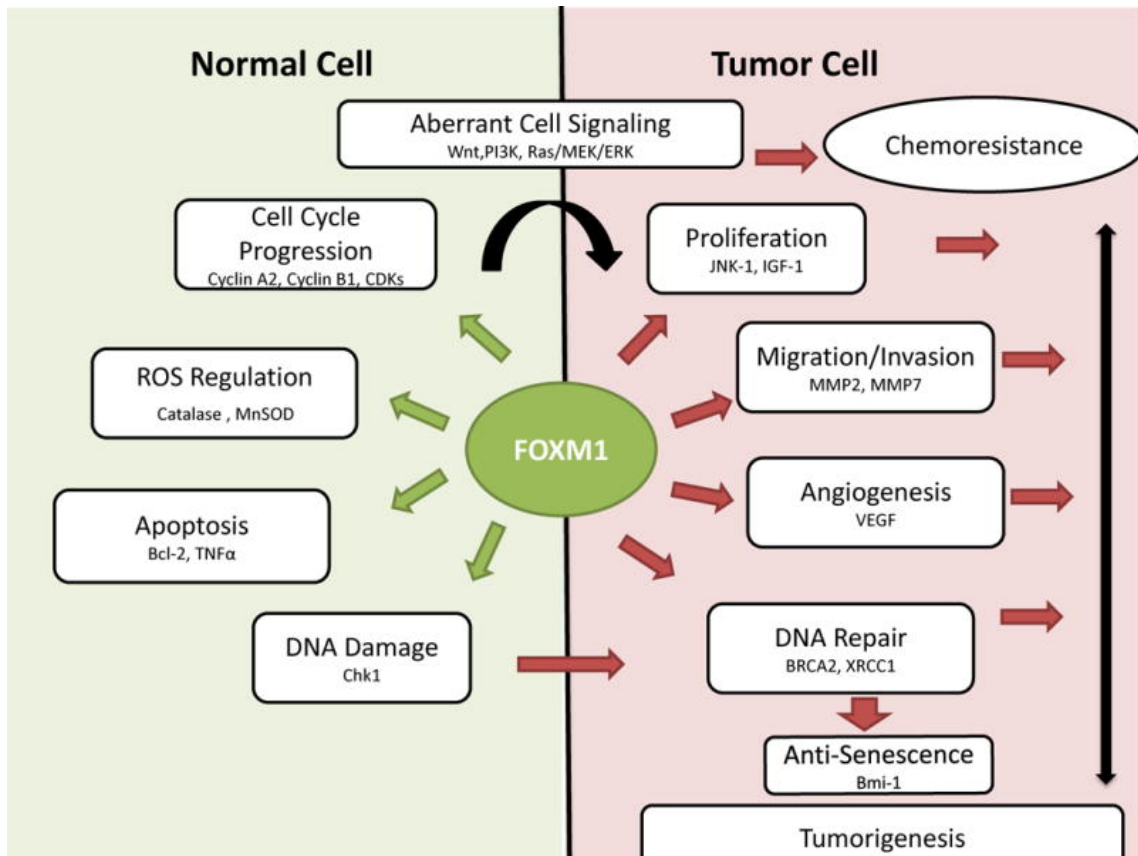 Normal Cell
Tumor Cell
Aberrant Cell Signaling
Wnt,PI3K, Ras/MEK/ERK
Chemoresistance
Cell Cycle
Progression
Cyclin A2, Cyclin B1, CDKs
Proliferation
JNK-1, IGF-1
ROS Regulation
Catalase , MnSOD
Migration/Invasion
MMP2, MMP7
FOXM1
Apoptosis
Bcl-2, TNFα
Angiogenesis
VEGF
DNA Damage
Chk1
DNA Repair
BRCA2, XRCC1
Anti-Senescence
Bmi-1
Tumorigenesis